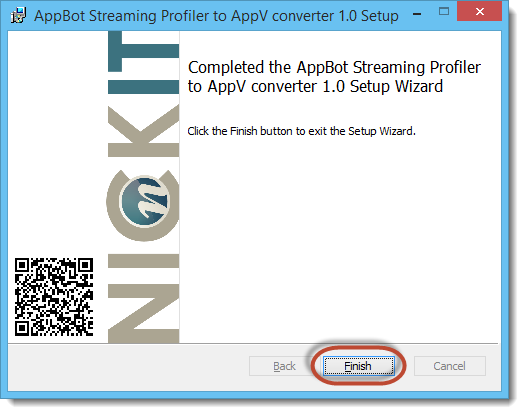 AppBot Streaming Profiler to AppV converter 1.0 Setup
NICKIT
Completed the AppBot Streaming Profiler
to AppV converter 1.0 Setup Wizard
Click the Finish button to exit the Setup Wizard.
Back
Finish
Cancel